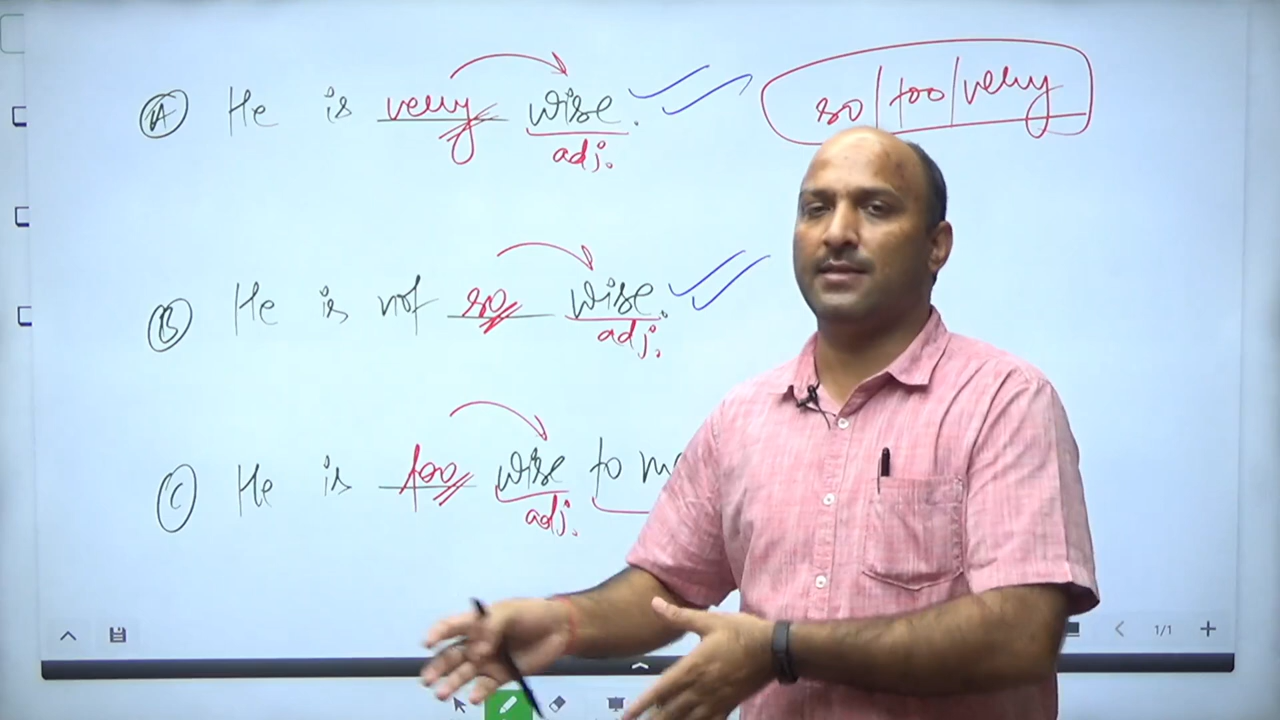 (A) He is very wise. so/too/very
adj.
(B) He is not so wise.
adj.
(C) He is too wise to
adj.
1/1